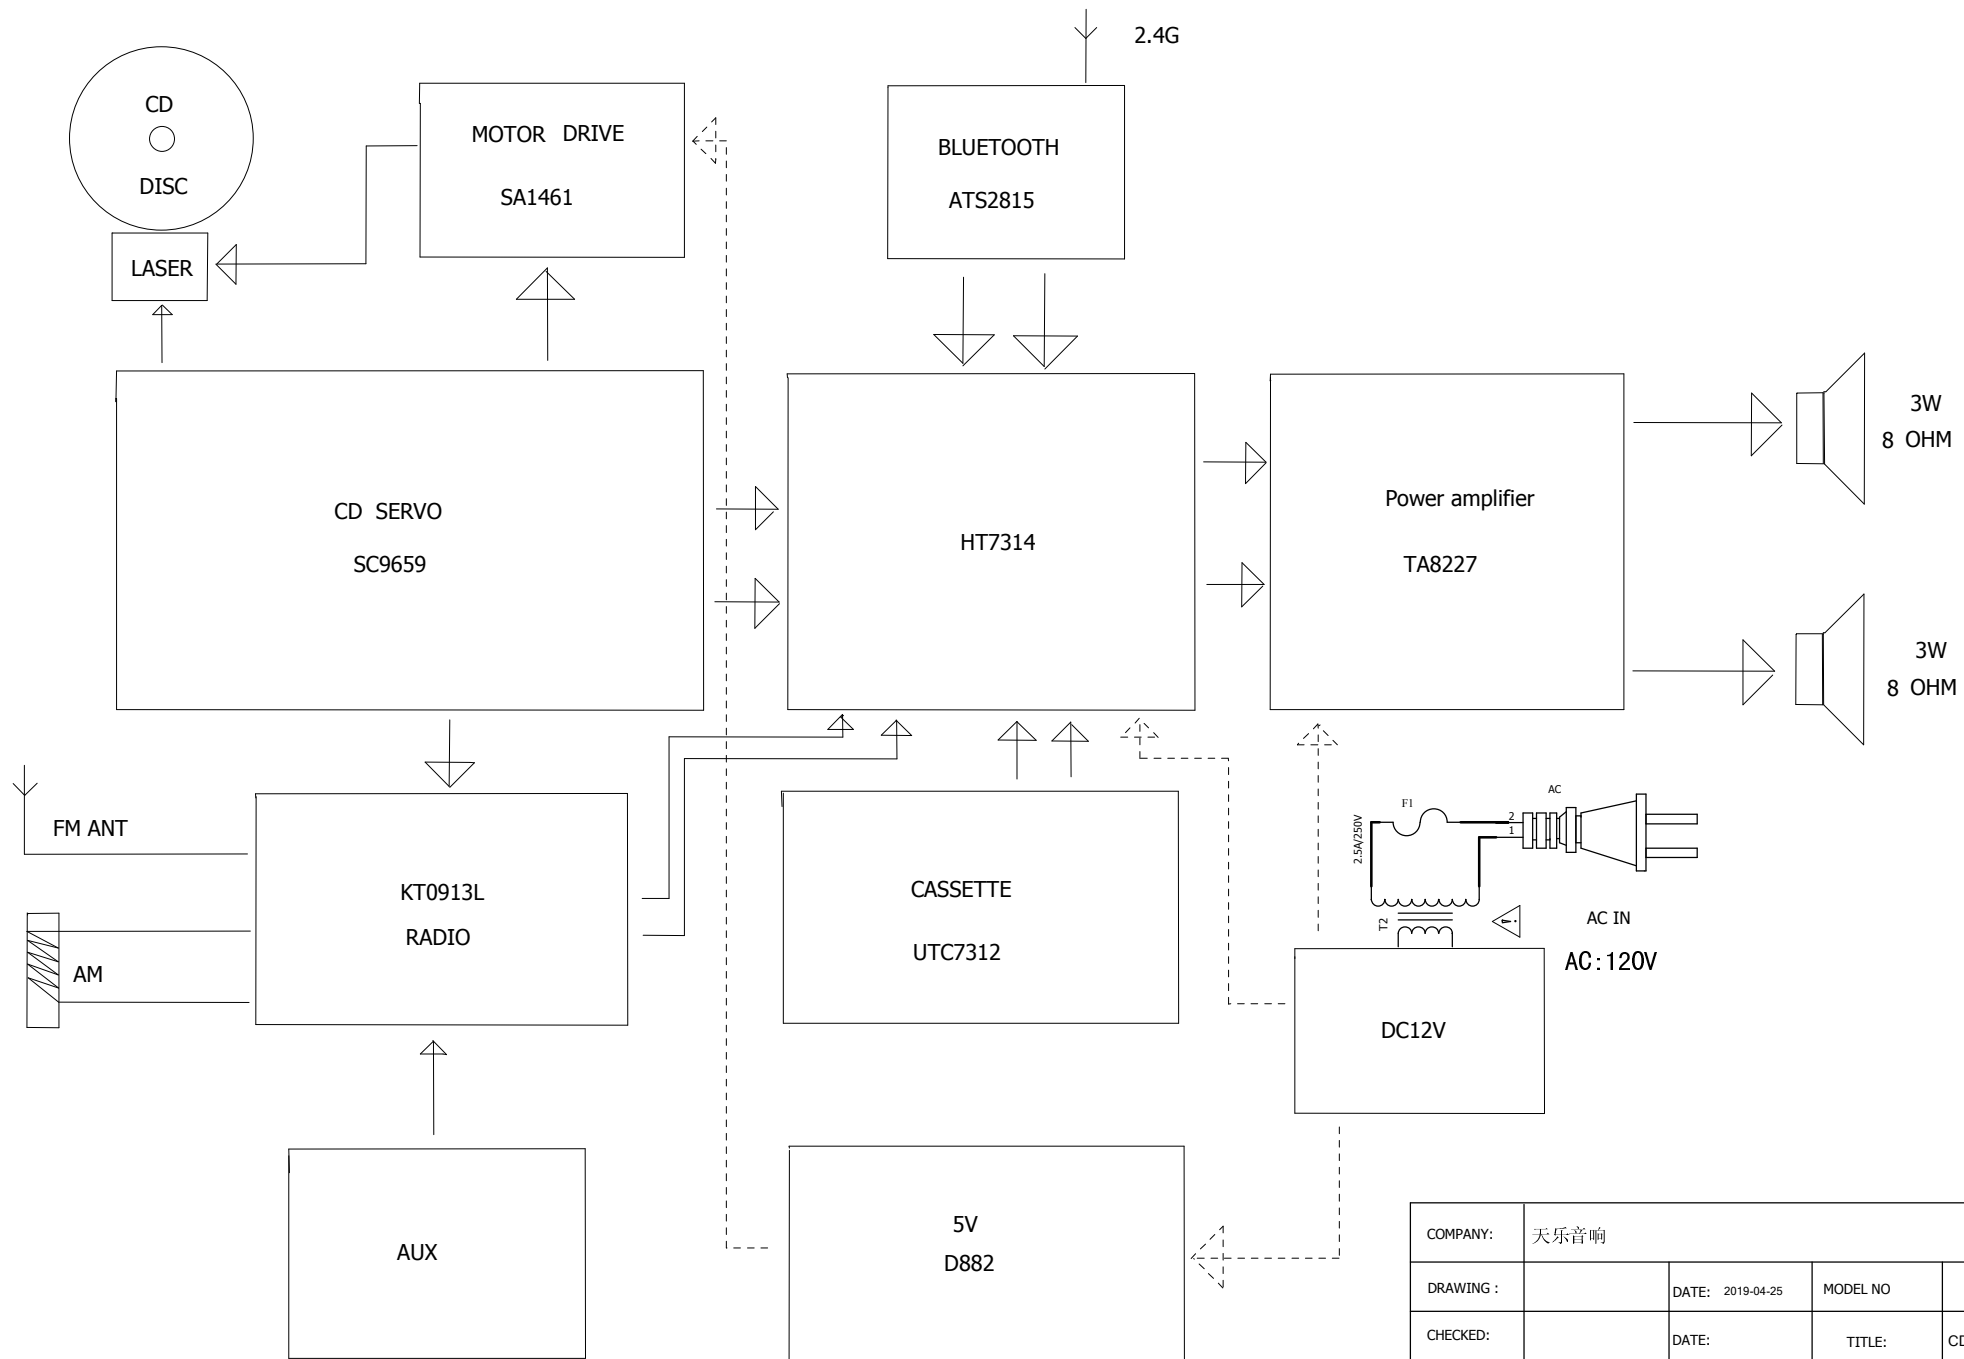 2.4G
CD
DISC
LASER
MOTOR DRIVE
SA1461
BLUETOOTH
ATS2815
CD SERVO
SC9659
HT7314
Power amplifier
TA8227
3W
8 OHM
3W
8 OHM
FM ANT
AM
KT0913L
RADIO
CASSETTE
UTC7312
F1
2.5A/250V
AC
2
1
T2
!
AC IN
AC:120V
DC12V
AUX
5V
D882
COMPANY: 天乐音响
DRAWING : DATE: 2019-04-25 MODEL NO
CHECKED: DATE: TITLE: